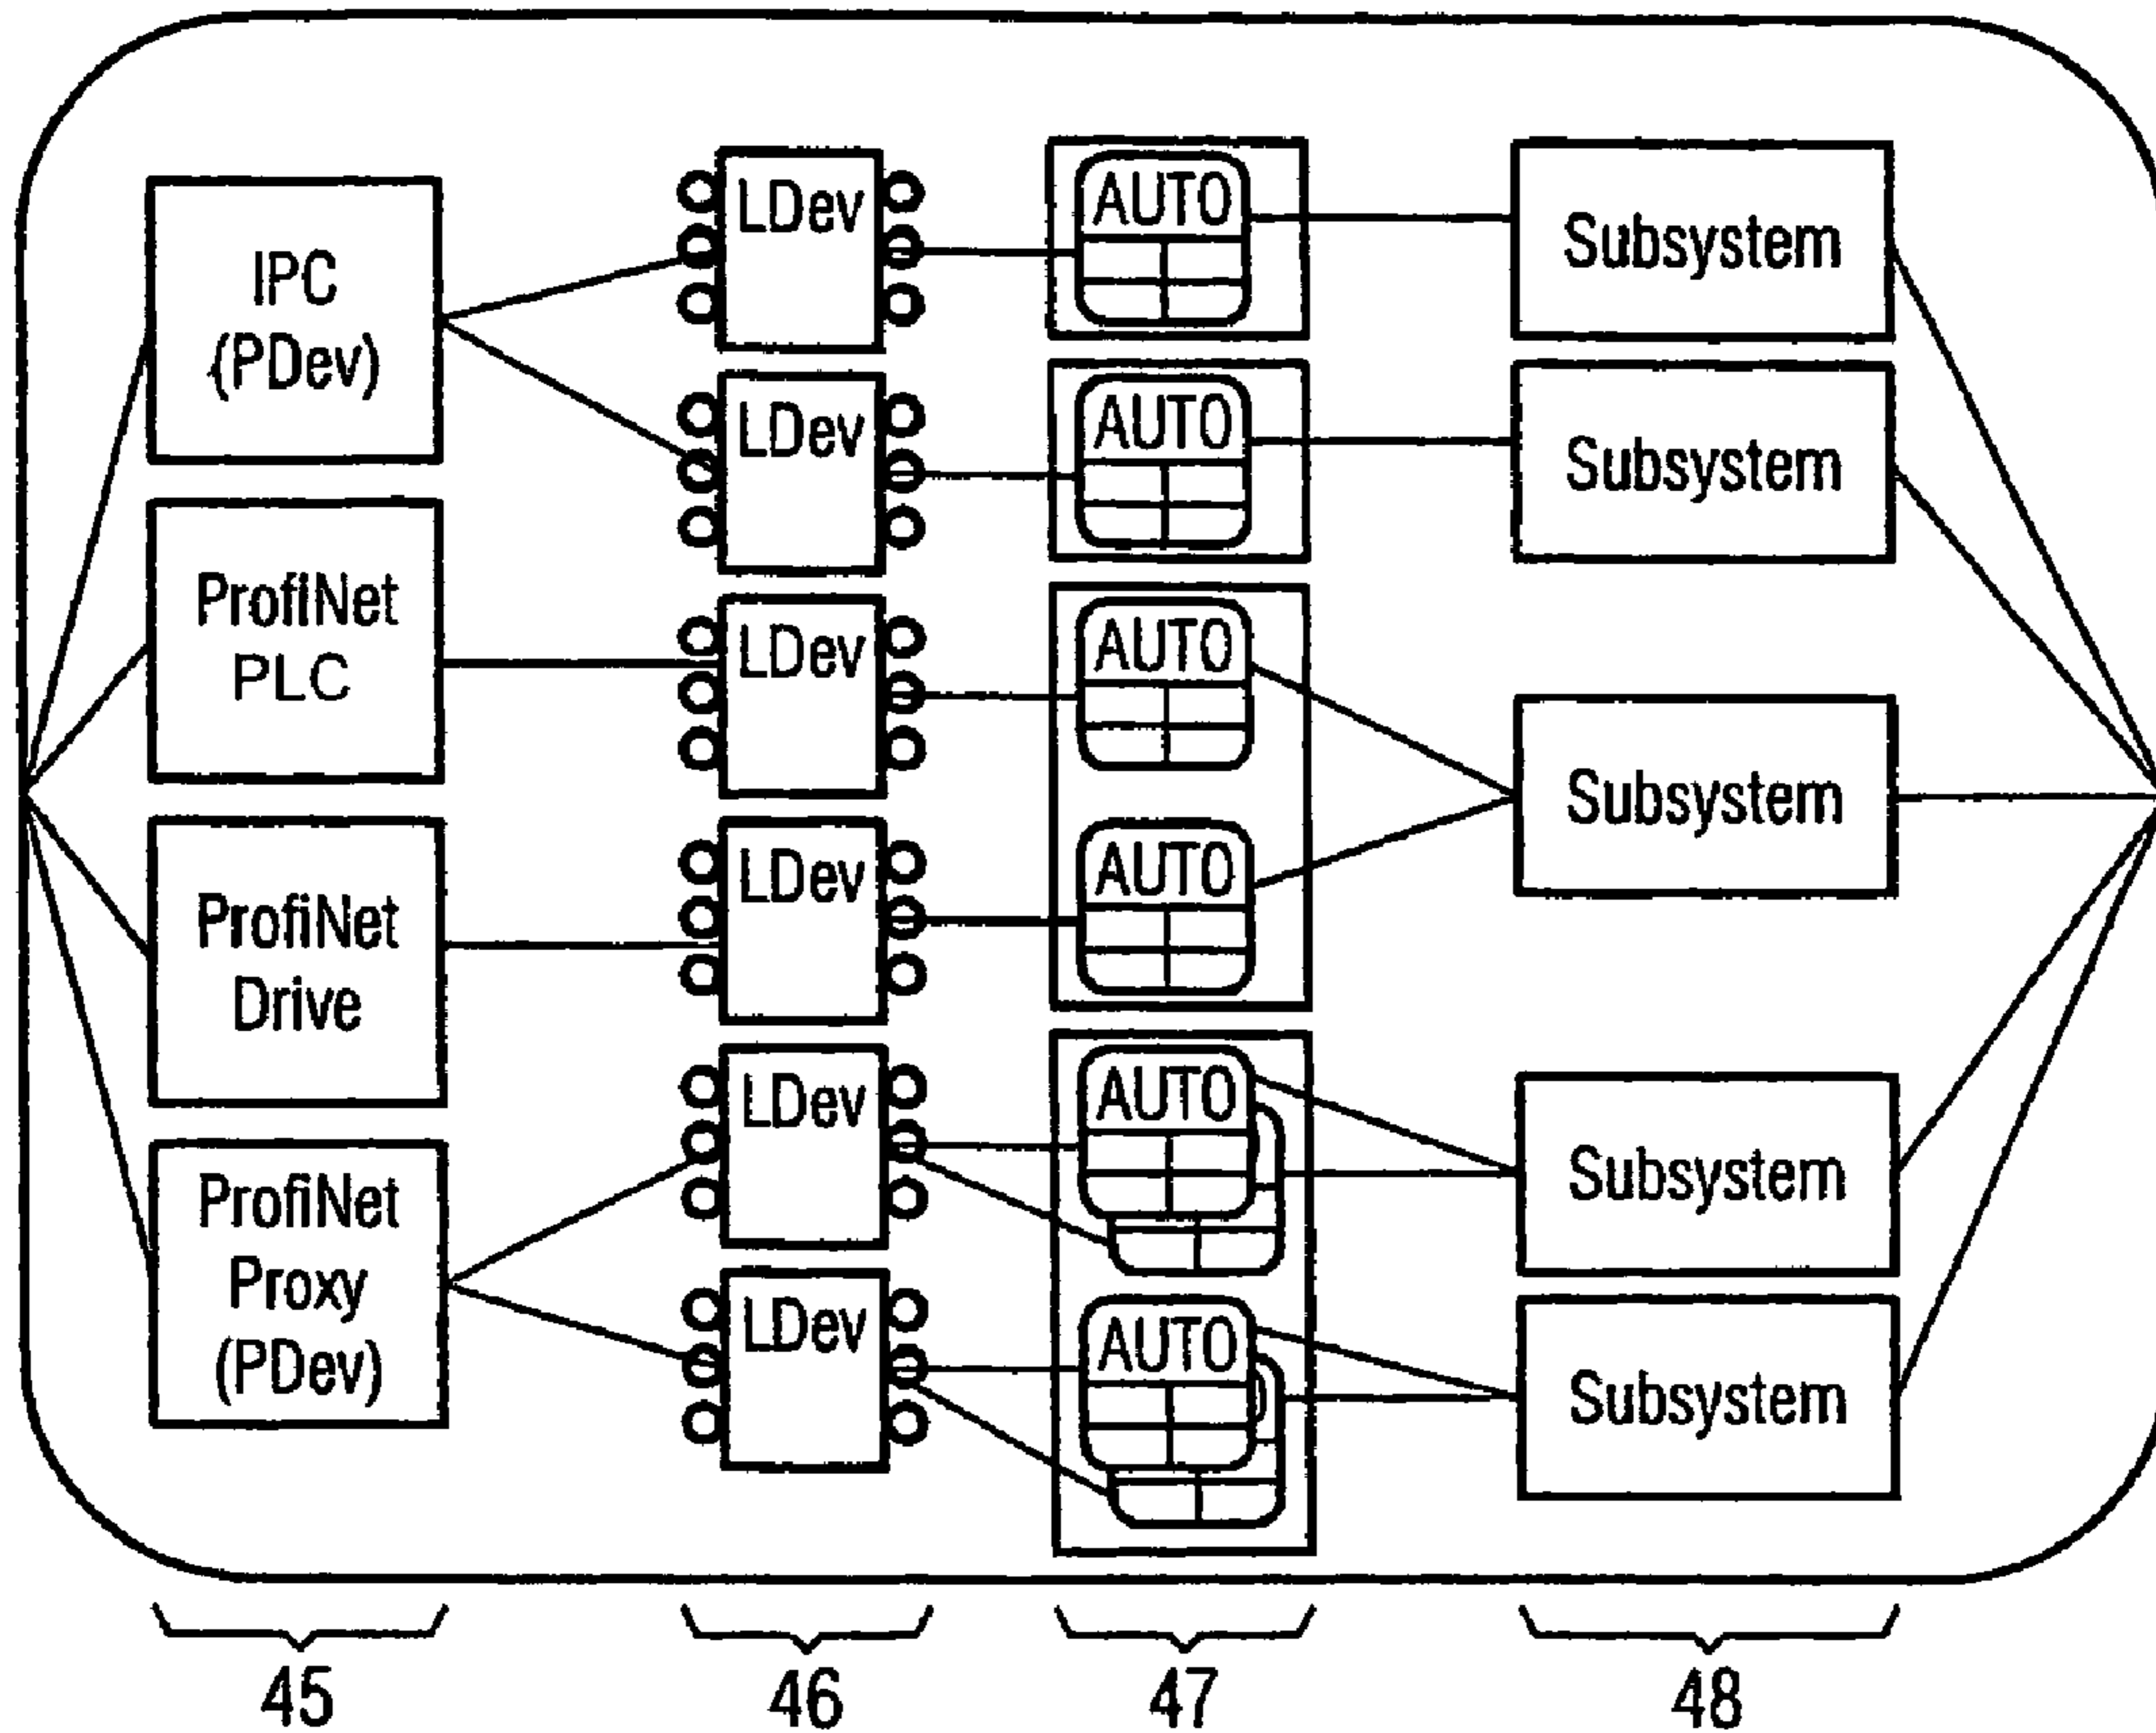 IPC
(PDev)
ProfiNet
PLC
ProfiNet
Drive
ProfiNet
Proxy
(PDev)
LDev
LDev
LDev
LDev
LDev
LDev
AUTO
AUTO
AUTO
AUTO
AUTO
AUTO
Subsystem
Subsystem
Subsystem
Subsystem
Subsystem
45
46
47
48